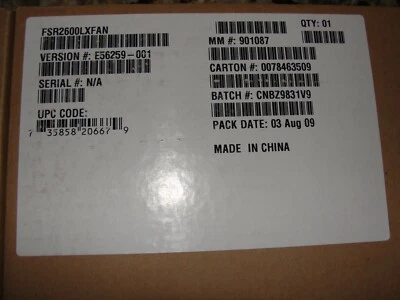 FSR2600LXFAN
QTY: 01
MM #: 901087
VERSION #: E56259-001
CARTON #: 0078463509
SERIAL #: N/A
BATCH #: CNBZ9831V9
UPC CODE:
7 35858 20667 9
PACK DATE: 03 Aug 09
MADE IN CHINA